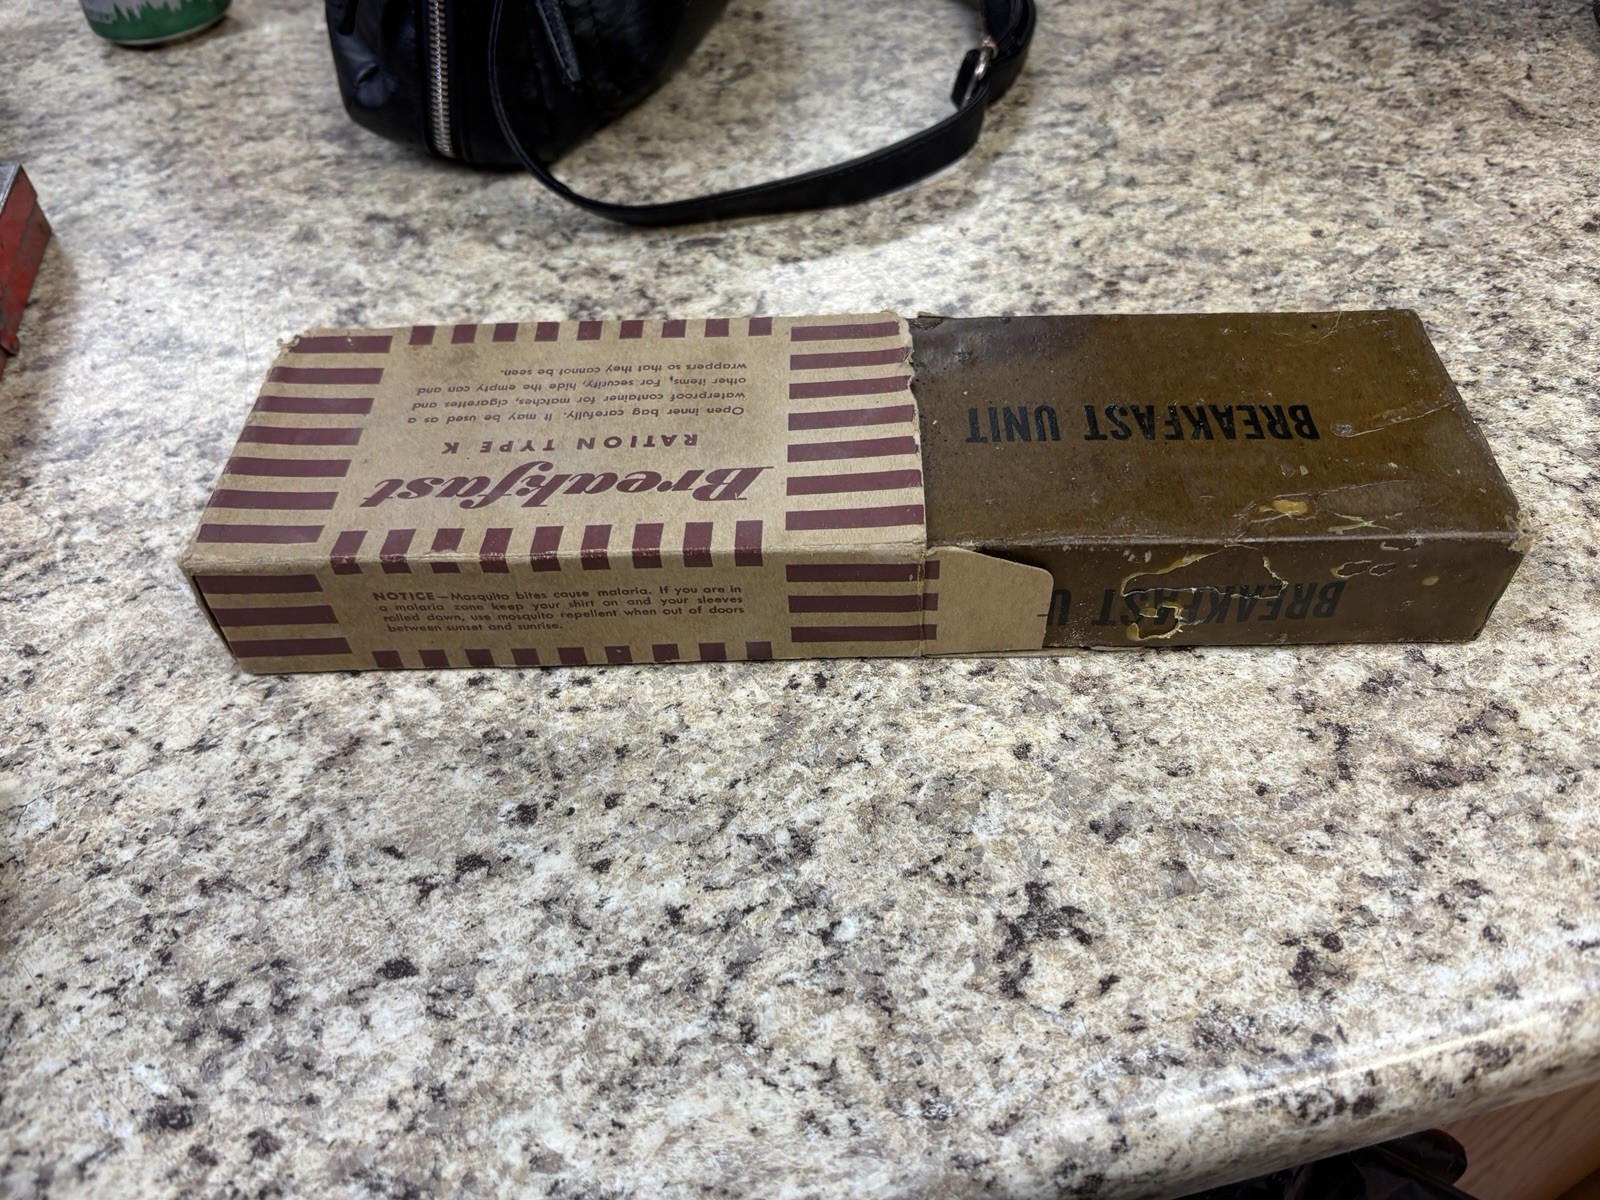 Breakfast
RATION TYPE K
Open inner bag carefully. It may be used as a
waterproof container for matches, cigarettes and
other items, For security, hide the empty can and
wrappers so that they cannot be seen.
NOTICE—Mosquito bites cause malaria. If you are in
a malaria zone keep your shirt on and your sleeves
rolled down, use mosquito repellent when out of doors
between sunset and sunrise.
BREAKFAST UNIT
BREAKFAST U